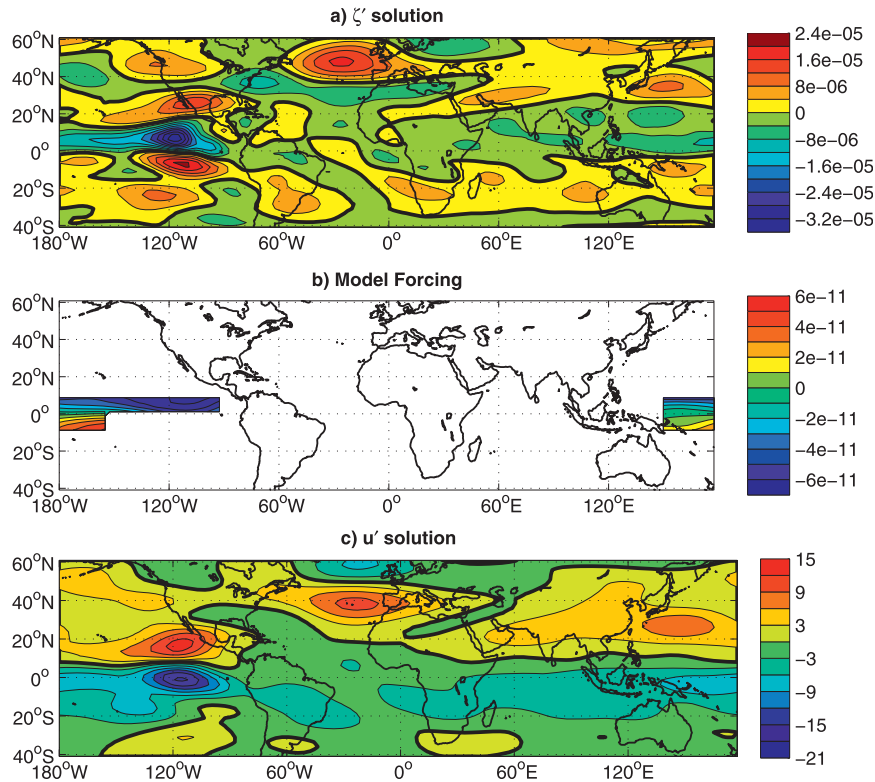 a) ζ′ solution
60°N
40°N
20°N
0°
20°S
40°S
180°W 120°W 60°W 0° 60°E 120°E
2.4e−05
1.6e−05
8e−06
0
−8e−06
−1.6e−05
−2.4e−05
−3.2e−05
b) Model Forcing
60°N
40°N
20°N
0°
20°S
40°S
180°W 120°W 60°W 0° 60°E 120°E
6e−11
4e−11
2e−11
0
−2e−11
−4e−11
−6e−11
c) u′ solution
60°N
40°N
20°N
0°
20°S
40°S
180°W 120°W 60°W 0° 60°E 120°E
15
9
3
−3
−9
−15
−21